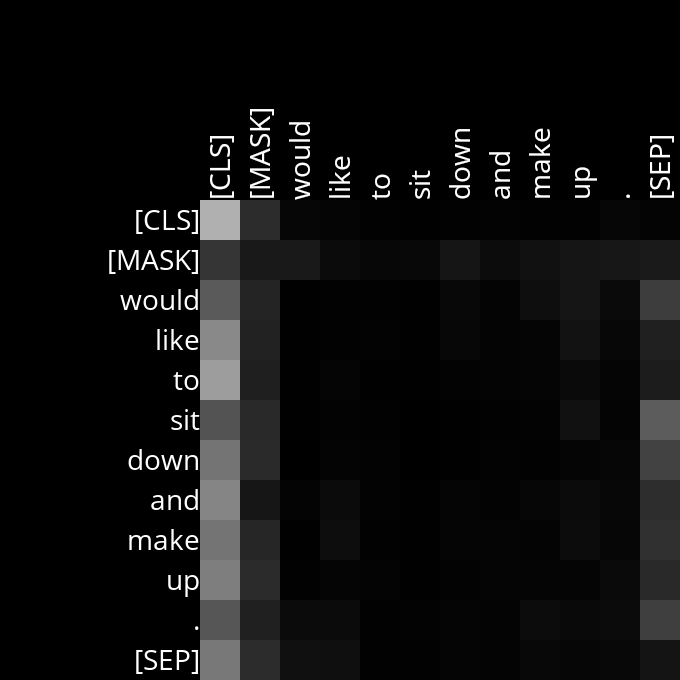 [CLS] [MASK] would like to sit down and make up . [SEP]
[CLS]
[MASK]
would
like
to
sit
down
and
make
up
.
[SEP]